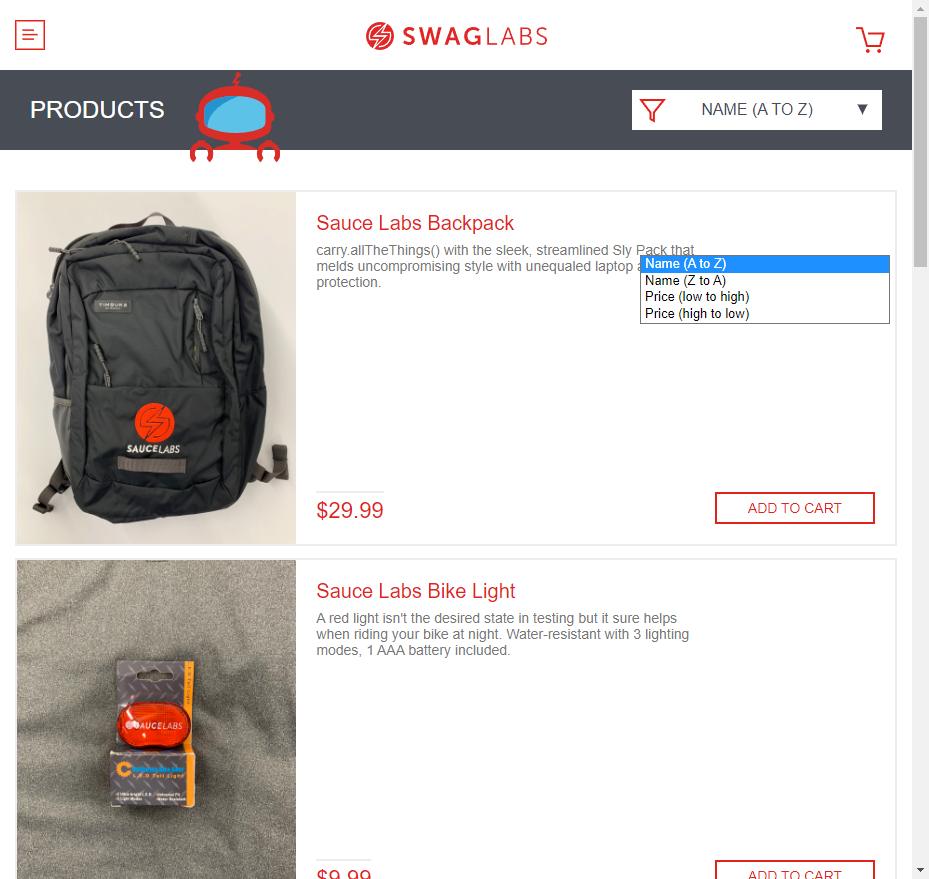 SWAGLABS
PRODUCTS
NAME (A TO Z)
▼
Sauce Labs Backpack
carry.allTheThings() with the sleek, streamlined Sly Pack that
melds uncompromising style with unequaled laptop
protection.
Name (A to Z)
Name (Z to A)
Price (low to high)
Price (high to low)
TIMBUK2
SAUCELABS
$29.99
ADD TO CART
Sauce Labs Bike Light
A red light isn't the desired state in testing but it sure helps
when riding your bike at night. Water-resistant with 3 lighting
modes, 1 AAA battery included.
SAUCELABS
L.E.D Tail Light
$9.99
ADD TO CART